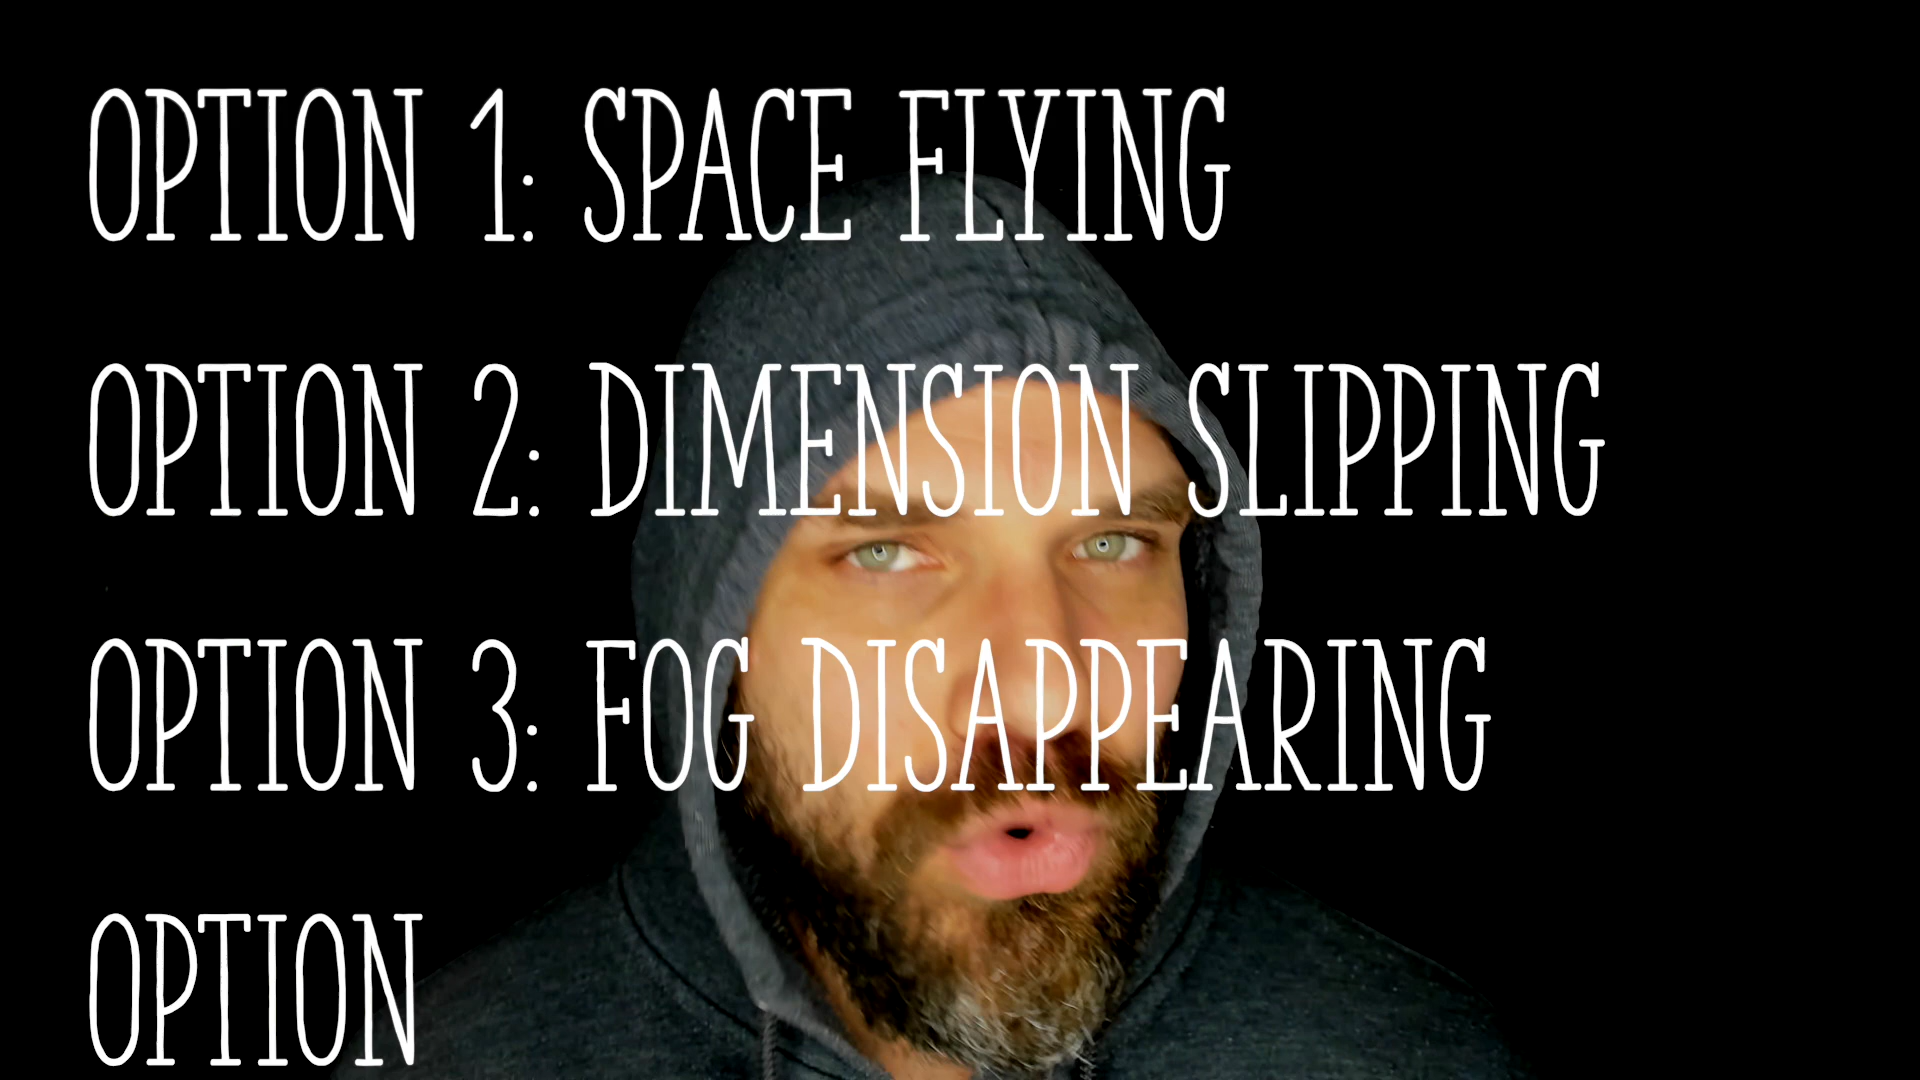 OPTION 1: SPACE FLYING
OPTION 2: DIMENSION SLIPPING
OPTION 3: FOG DISAPPEARING
OPTION